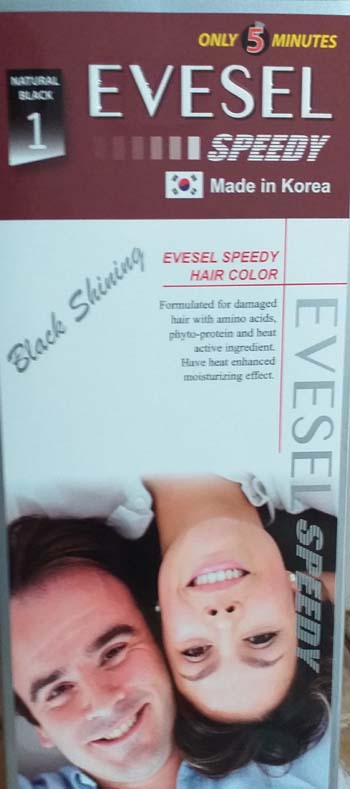 ONLY 5 MINUTES
NATURAL
BLACK
1
EVESEL
SPEEDY
Made in Korea
Black Shining
EVESEL SPEEDY
HAIR COLOR
Formulated for damaged
hair with amino acids,
phyto-protein and heat
active ingredient.
Have heat enhanced
moisturizing effect.
EVESEL SPEEDY